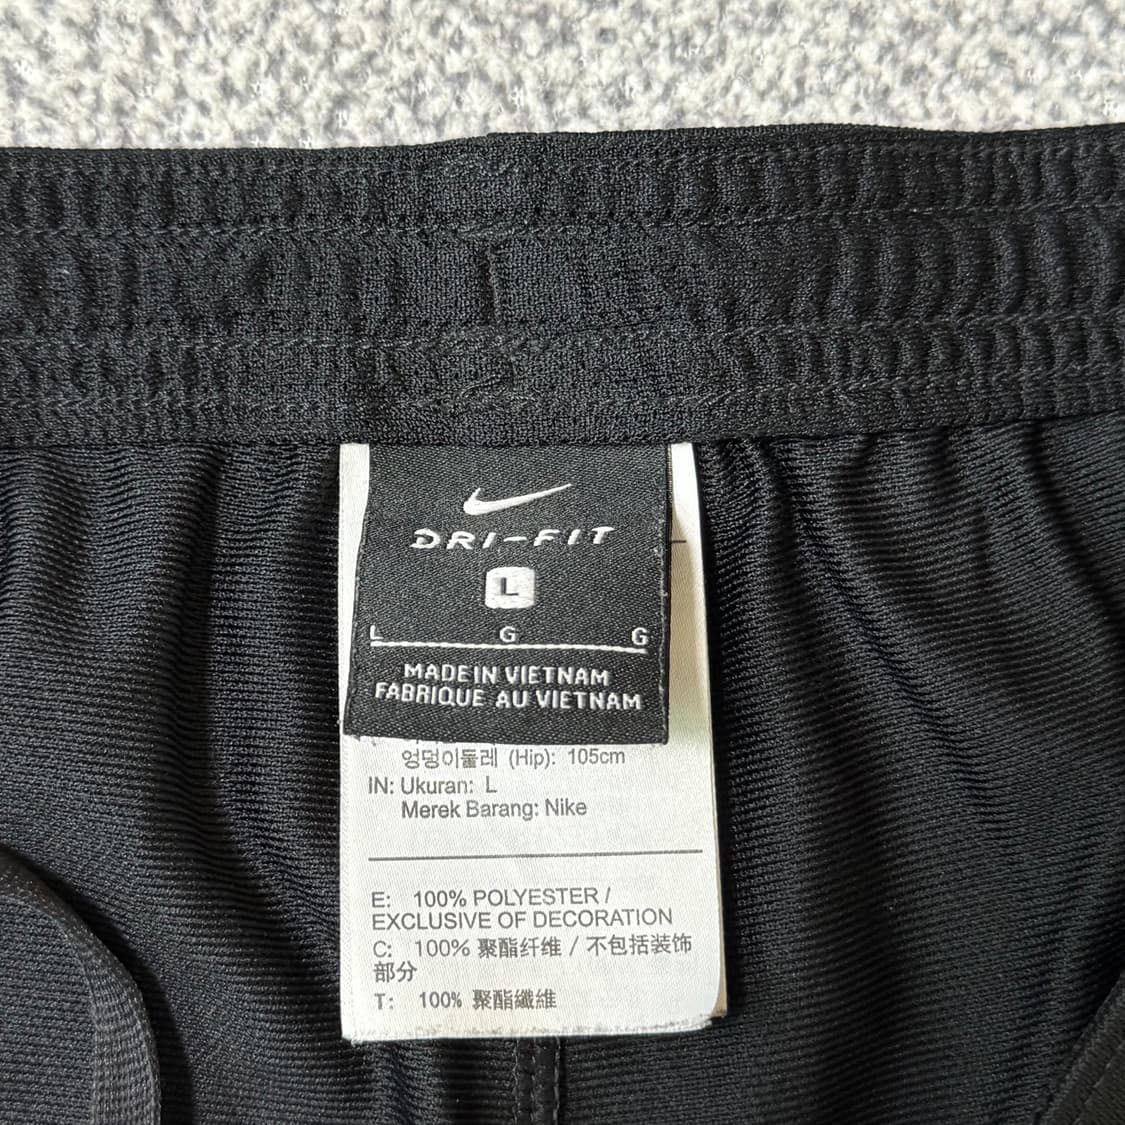 DRI-FIT
L
L G G
MADE IN VIETNAM
FABRIQUE AU VIETNAM
엉덩이둘레 (Hip): 105cm
IN: Ukuran: L
Merek Barang: Nike
E: 100% POLYESTER /
EXCLUSIVE OF DECORATION
C: 100% 聚酯纤维 / 不包括装饰
部分
T: 100% 聚酯纖維